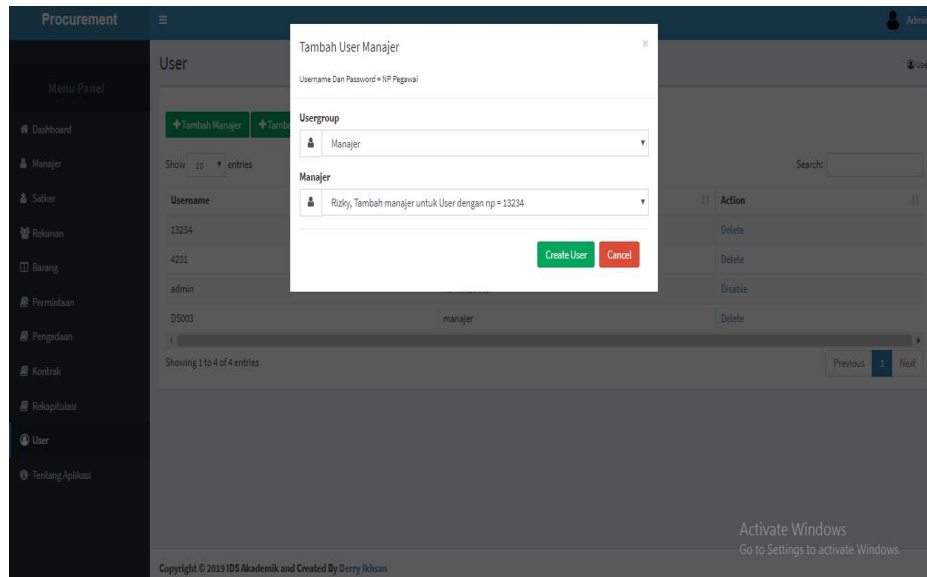 Procurement
Admi
Menu Panel
Dashboard
Manajer
Satker
Rekanan
Barang
Permintaan
Pengadaan
Kontrak
Rekapitulasi
User
Tentang Aplikasi
User
Use
+Tambah Manajer
+Tamb
Show 10 entries
Search:
Username
Action
13234
Delete
4231
Delete
admin
Disable
DS003
manajer
Delete
Showing 1 to 4 of 4 entries
Previous 1 Next
Tambah User Manajer
x
Username Dan Password = NP Pegawai
Usergroup
Manajer
Manajer
Rizky, Tambah manajer untuk User dengan np = 13234
Create User
Cancel
Activate Windows
Go to Settings to activate Windows.
Copyright © 2019 IDS Akademik and Created By Derry Ikhsan